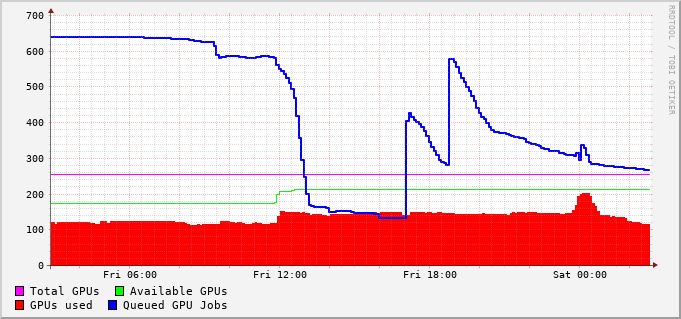 700
600
500
400
300
200
100
0
Fri 06:00 Fri 12:00 Fri 18:00 Sat 00:00
Total GPUs Available GPUs
GPUs used Queued GPU Jobs
RRDTOOL / TOBI OETIKER